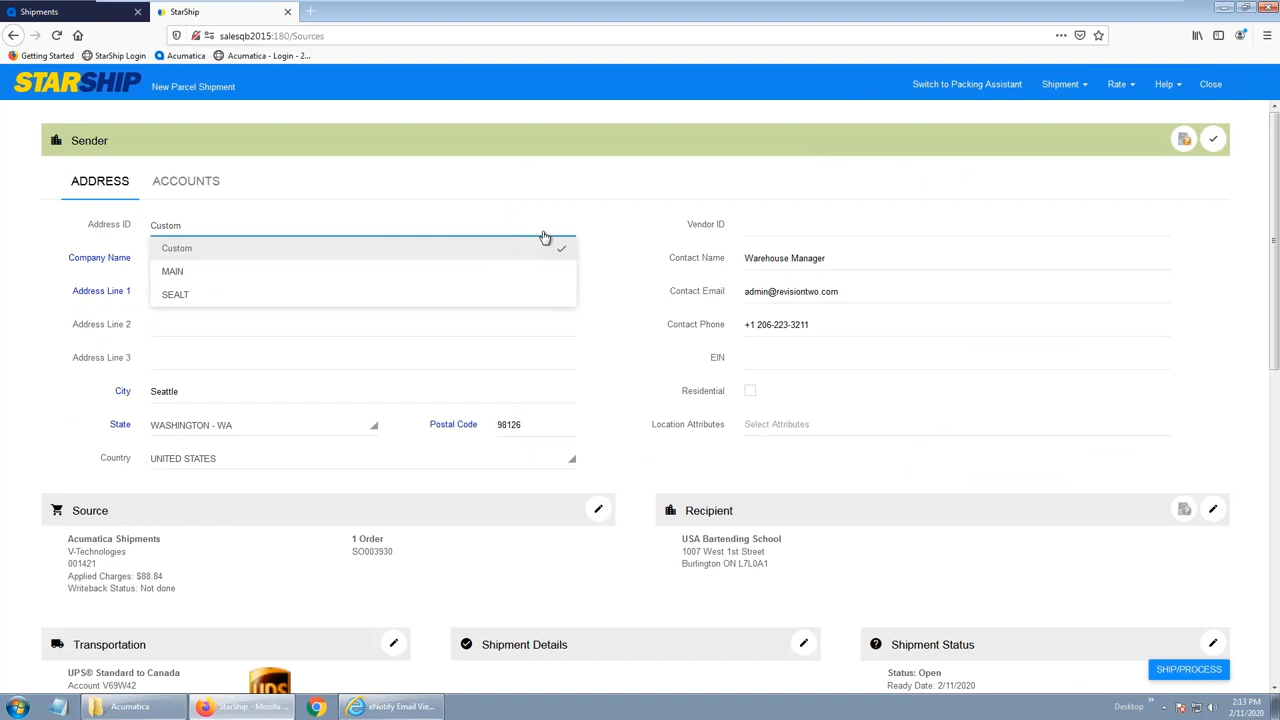 Shipments
StarShip
salesqb2015:180/Sources
Getting Started
StarShip Login
Acumatica
Acumatica - Login - 2...
STARSHIP
New Parcel Shipment
Switch to Packing Assistant
Shipment
Rate
Help
Close
Sender
ADDRESS
ACCOUNTS
Address ID
Custom
Vendor ID
Custom
Company Name
Contact Name
Warehouse Manager
MAIN
Address Line 1
SEALT
Contact Email
admin@revisiontwo.com
Address Line 2
Contact Phone
+1 206-223-3211
Address Line 3
EIN
City
Seattle
Residential
State
WASHINGTON - WA
Postal Code
98126
Location Attributes
Select Attributes
Country
UNITED STATES
Source
Recipient
Acumatica Shipments
1 Order
V-Technologies
SO003930
001421
Applied Charges: $88.84
Writeback Status: Not done
USA Bartending School
1007 West 1st Street
Burlington ON L7L0A1
Transportation
Shipment Details
Shipment Status
UPS® Standard to Canada
Account V69W42
UPS
Status: Open
Ready Date: 2/11/2020
SHIP/PROCESS
Acumatica
StarShip - Mozilla ...
eNotify Email Vie...
Desktop
2:13 PM
2/11/2020